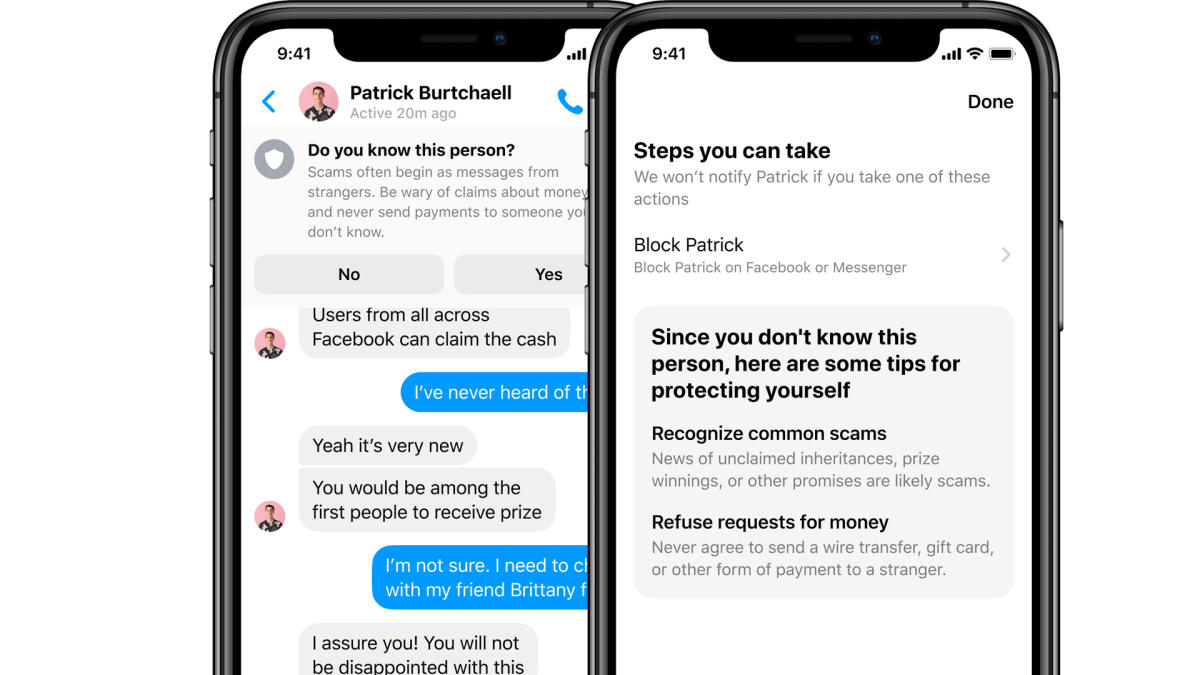 9:41
Patrick Burtchaell
Active 20m ago
Do you know this person?
Scams often begin as messages from
strangers. Be wary of claims about money
and never send payments to someone you
don't know.
No
Yes
Users from all across
Facebook can claim the cash
I've never heard of
Yeah it's very new
You would be among the
first people to receive prize
I'm not sure. I need to
with my friend Brittany
I assure you! You will not
be disappointed with this
9:41
Done
Steps you can take
We won't notify Patrick if you take one of these
actions
Block Patrick
Block Patrick on Facebook or Messenger
Since you don't know this
person, here are some tips for
protecting yourself
Recognize common scams
News of unclaimed inheritances, prize
winnings, or other promises are likely scams.
Refuse requests for money
Never agree to send a wire transfer, gift card,
or other form of payment to a stranger.